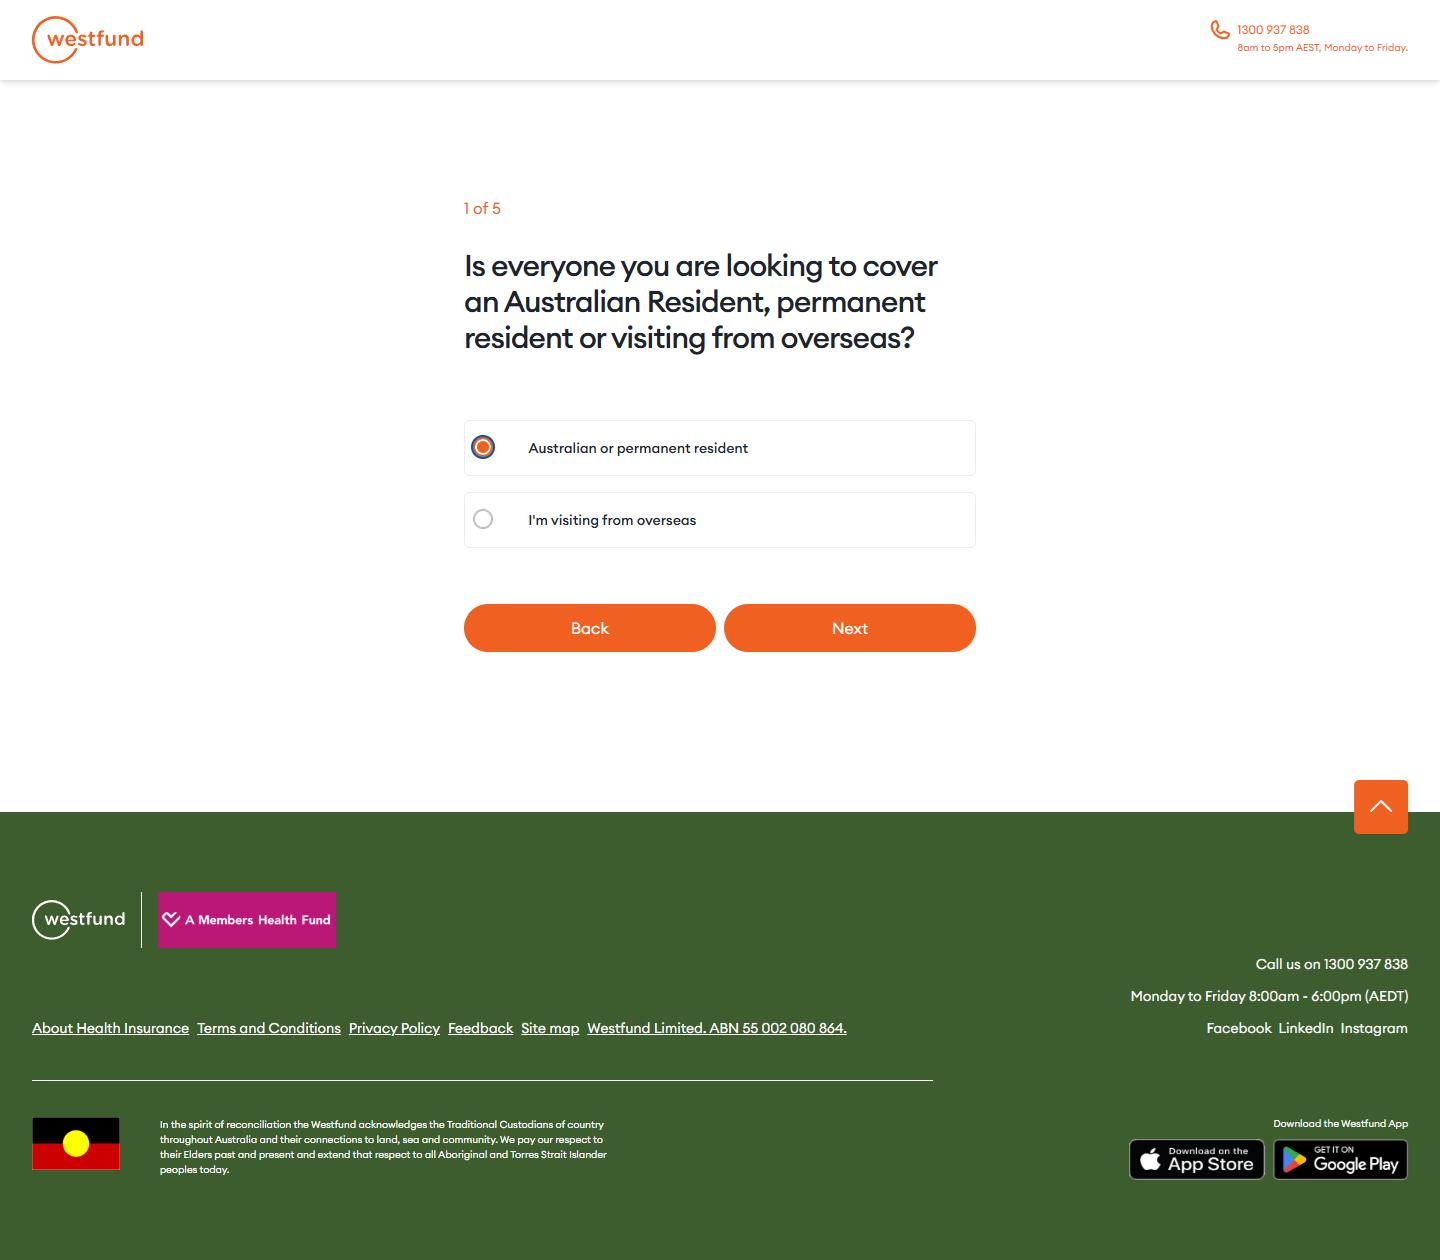 westfund
1300 937 838
8am to 5pm AEST, Monday to Friday.
1 of 5
Is everyone you are looking to cover
an Australian Resident, permanent
resident or visiting from overseas?
Australian or permanent resident
I'm visiting from overseas
Back
Next
westfund
A Members Health Fund
Call us on 1300 937 838
Monday to Friday 8:00am - 6:00pm (AEDT)
About Health Insurance Terms and Conditions Privacy Policy Feedback Site map Westfund Limited. ABN 55 002 080 864.
Facebook LinkedIn Instagram
In the spirit of reconciliation the Westfund acknowledges the Traditional Custodians of country
throughout Australia and their connections to land, sea and community. We pay our respect to
their Elders past and present and extend that respect to all Aboriginal and Torres Strait Islander
peoples today.
Download the Westfund App
Download on the
App Store
GET IT ON
Google Play